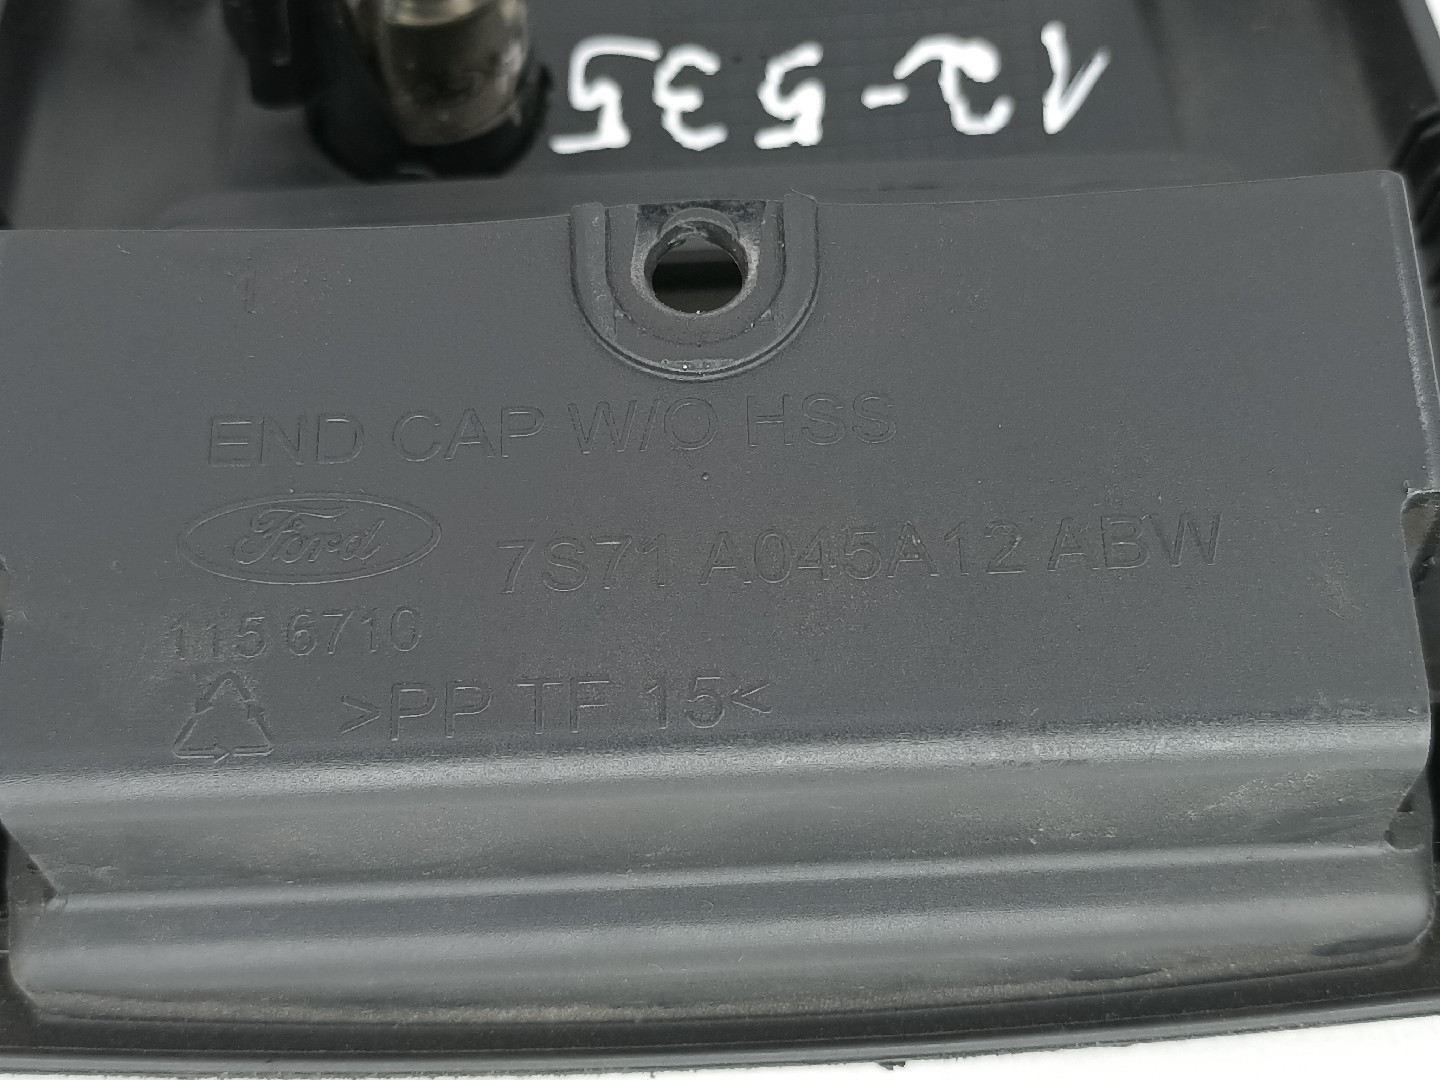 12-535
END CAP W/O HSS
Ford
7S71 A045A12 ABW
1156710
>PP TF 15<